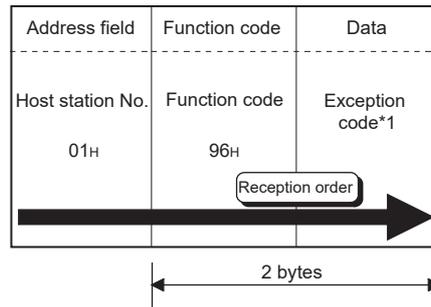 Address field
Function code
Data
Host station No.
Function code
Exception
code*1
01H
96H
Reception order
2 bytes